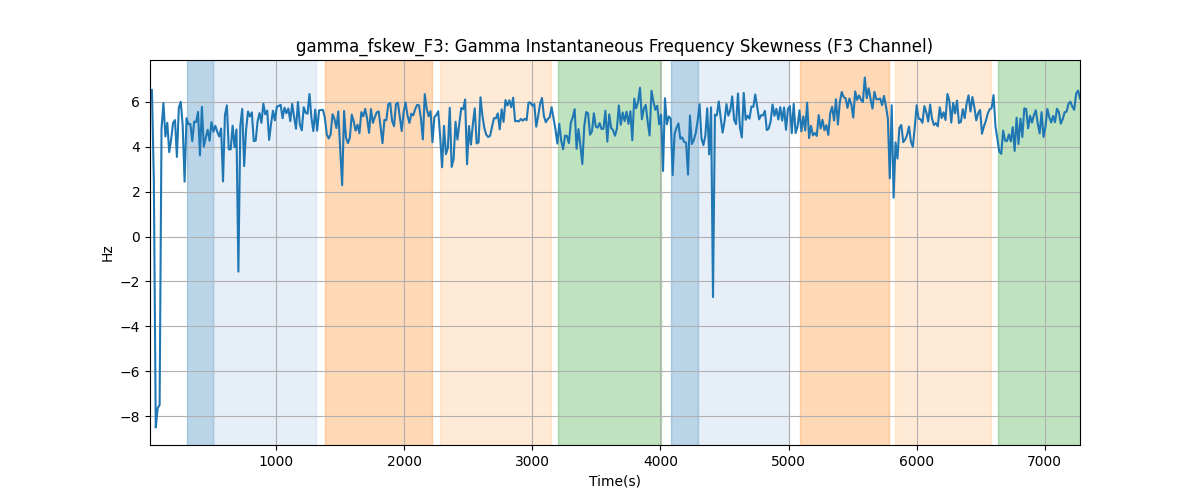 gamma_fskew_F3: Gamma Instantaneous Frequency Skewness (F3 Channel)
6
4
2
0
−2
−4
−6
−8
Hz
1000 2000 3000 4000 5000 6000 7000
Time(s)